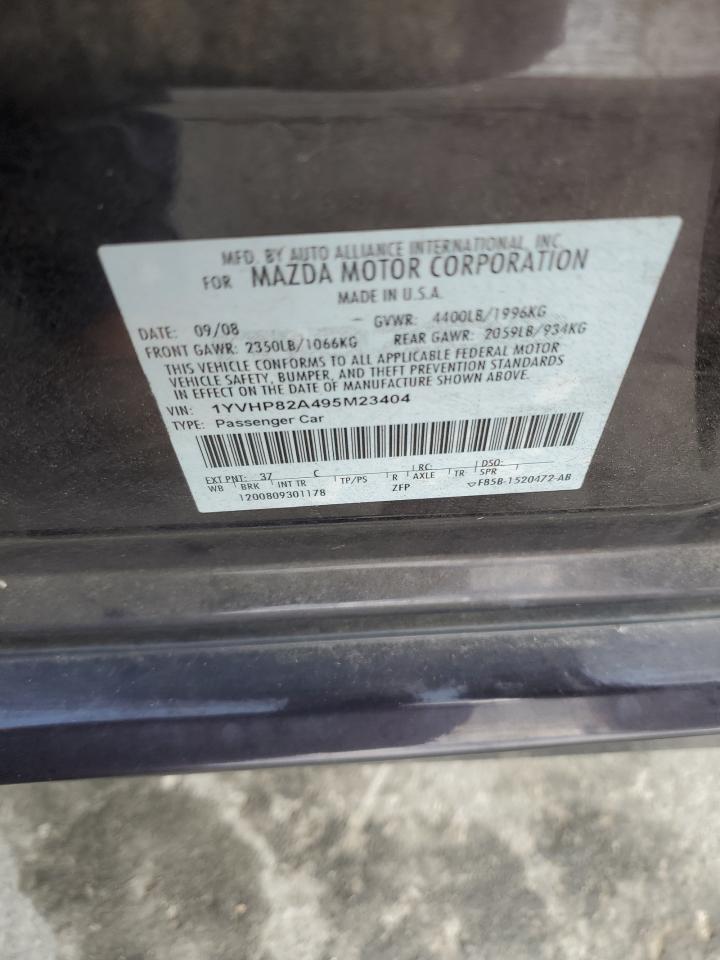 MFD. BY AUTO ALLIANCE INTERNATIONAL, INC.
FOR MAZDA MOTOR CORPORATION
MADE IN U.S.A.
DATE: 09/08 GVWR: 4400LB/1996KG
FRONT GAWR: 2350LB/1066KG REAR GAWR: 2059LB/934KG
THIS VEHICLE CONFORMS TO ALL APPLICABLE FEDERAL MOTOR
VEHICLE SAFETY, BUMPER, AND THEFT PREVENTION STANDARDS
IN EFFECT ON THE DATE OF MANUFACTURE SHOWN ABOVE.
VIN: 1YVHP82A495M23404
TYPE: Passenger Car
EXT PNT: 37 C RC: DSO:
WB BRK INT TR TP/PS R AXLE TR SPR
1200809301178 ZFP F85B-1520472-AB